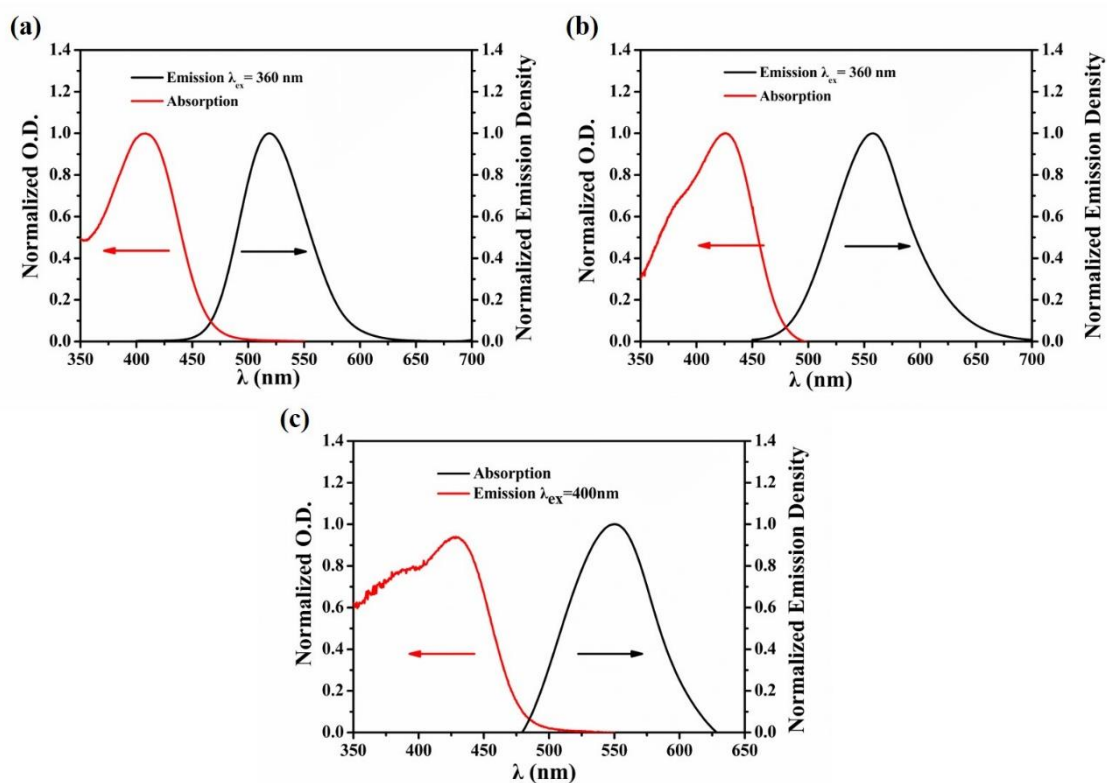 (a)
1.4
1.2
1.0
0.8
0.6
0.4
0.2
0.0
Normalized O.D.
Emission λex= 360 nm
Absorption
1.4
1.2
1.0
0.8
0.6
0.4
0.2
0.0
Normalized Emission Density
350 400 450 500 550 600 650 700
λ (nm)
(b)
1.4
1.2
1.0
0.8
0.6
0.4
0.2
0.0
Normalized O.D.
Emission λex= 360 nm
Absorption
1.4
1.2
1.0
0.8
0.6
0.4
0.2
0.0
Normalized Emission Density
350 400 450 500 550 600 650 700
λ (nm)
(c)
1.4
1.2
1.0
0.8
0.6
0.4
0.2
0.0
Normalized O.D.
Absorption
Emission λex=400nm
1.4
1.2
1.0
0.8
0.6
0.4
0.2
0.0
Normalized Emission Density
350 400 450 500 550 600 650
λ (nm)